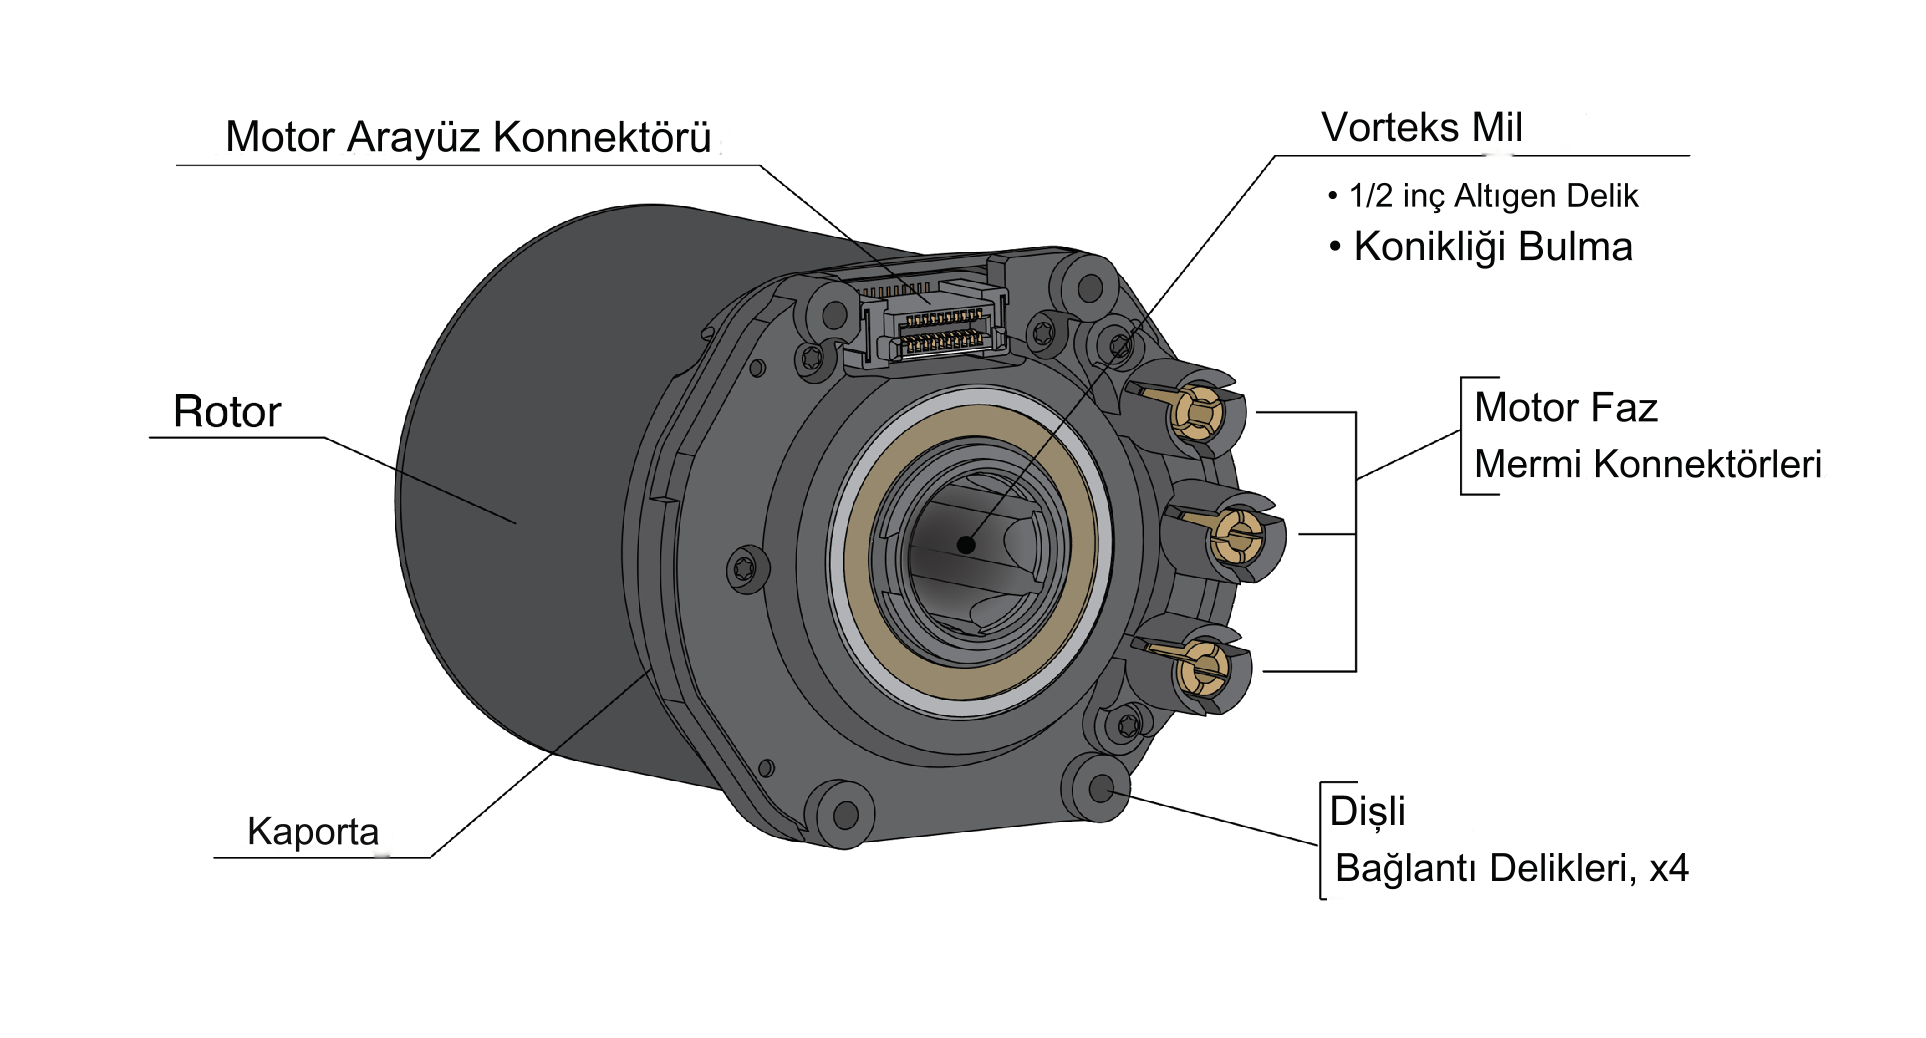 Motor Arayüz Konnektörü
Vorteks Mil
• 1/2 inç Altıgen Delik
• Konikliği Bulma
Rotor
Motor Faz
Mermi Konnektörleri
Kaporta
Dişli
Bağlantı Delikleri, x4